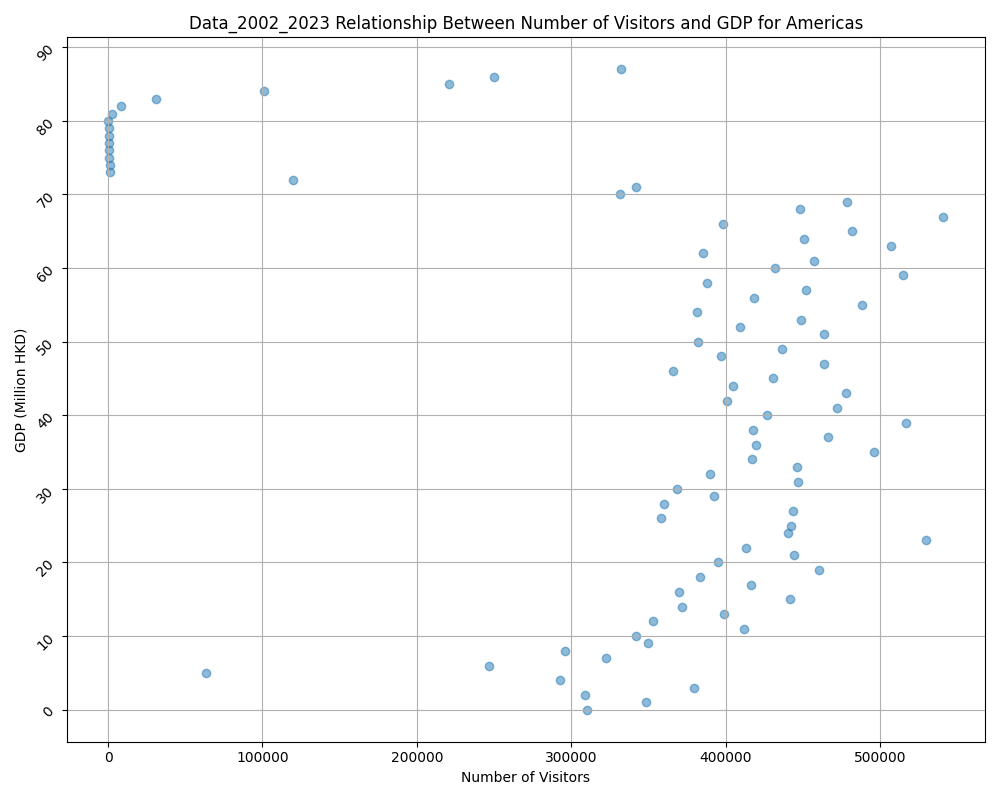 Data_2002_2023 Relationship Between Number of Visitors and GDP for Americas
90
80
70
60
50
40
30
20
10
0
GDP (Million HKD)
0 100000 200000 300000 400000 500000
Number of Visitors